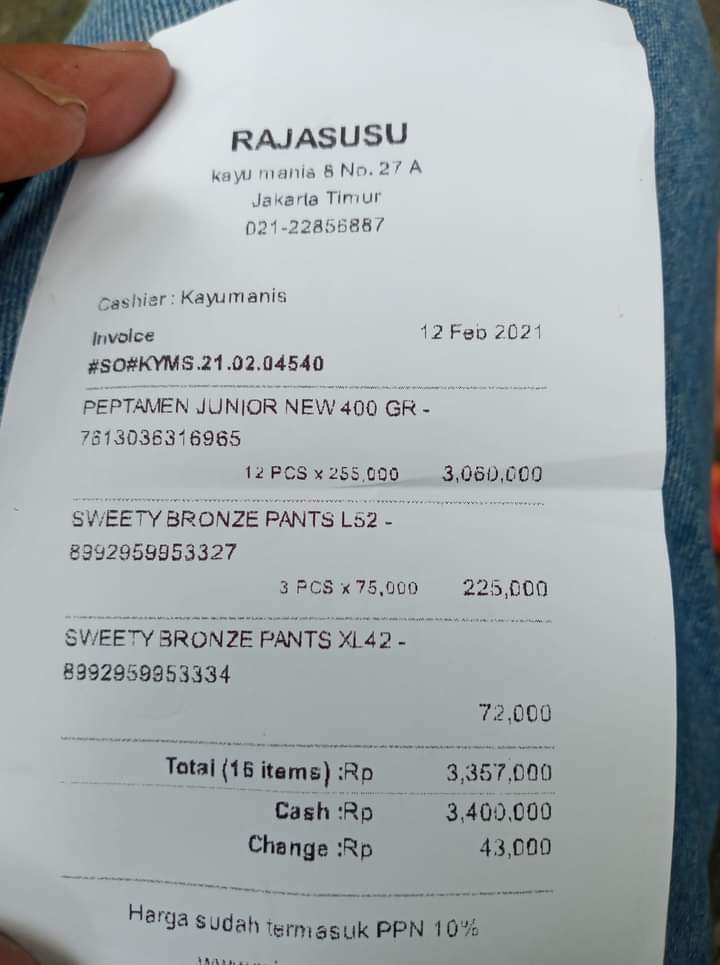 RAJASUSU
kayu manis 8 No. 27 A
Jakarta Timur
021-22856887
Cashier : Kayumanis
Invoice 12 Feb 2021
#SO#KYMS.21.02.04540
PEPTAMEN JUNIOR NEW 400 GR -
7613036316965
12 PCS x 255,000 3,060,000
SWEETY BRONZE PANTS L52 -
8992959953327
3 PCS x 75,000 225,000
SWEETY BRONZE PANTS XL42 -
8992959953334
72,000
Total (16 items) :Rp 3,357,000
Cash :Rp 3,400,000
Change :Rp 43,000
Harga sudah termasuk PPN 10%